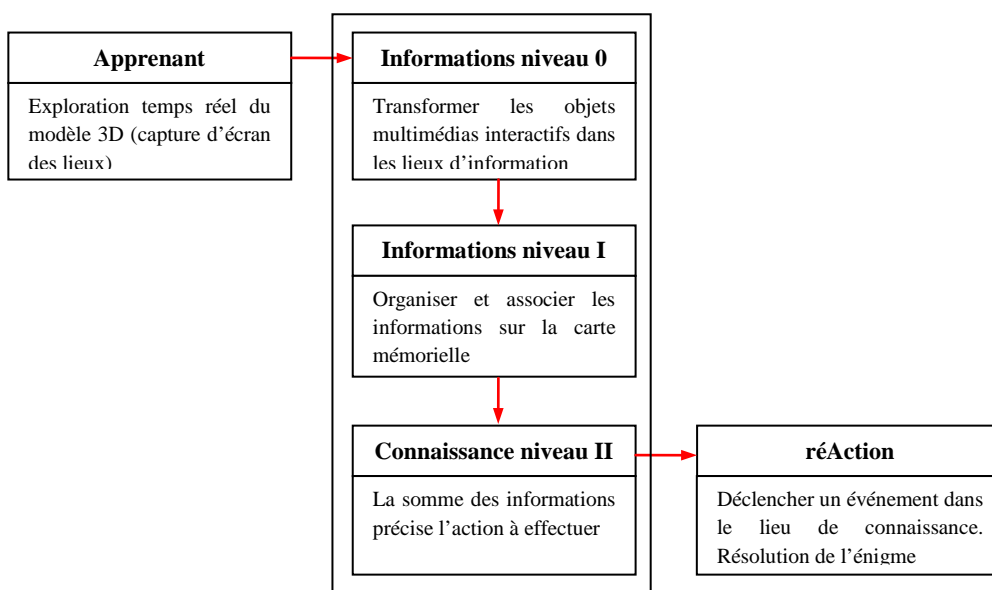 Apprenant
Exploration temps réel du
modèle 3D (capture d’écran
des lieux)
Informations niveau 0
Transformer les objets
multimédias interactifs dans
les lieux d’information
Informations niveau I
Organiser et associer les
informations sur la carte
mémorielle
Connaissance niveau II
La somme des informations
précise l’action à effectuer
réAction
Déclencher un événement dans
le lieu de connaissance.
Résolution de l’énigme